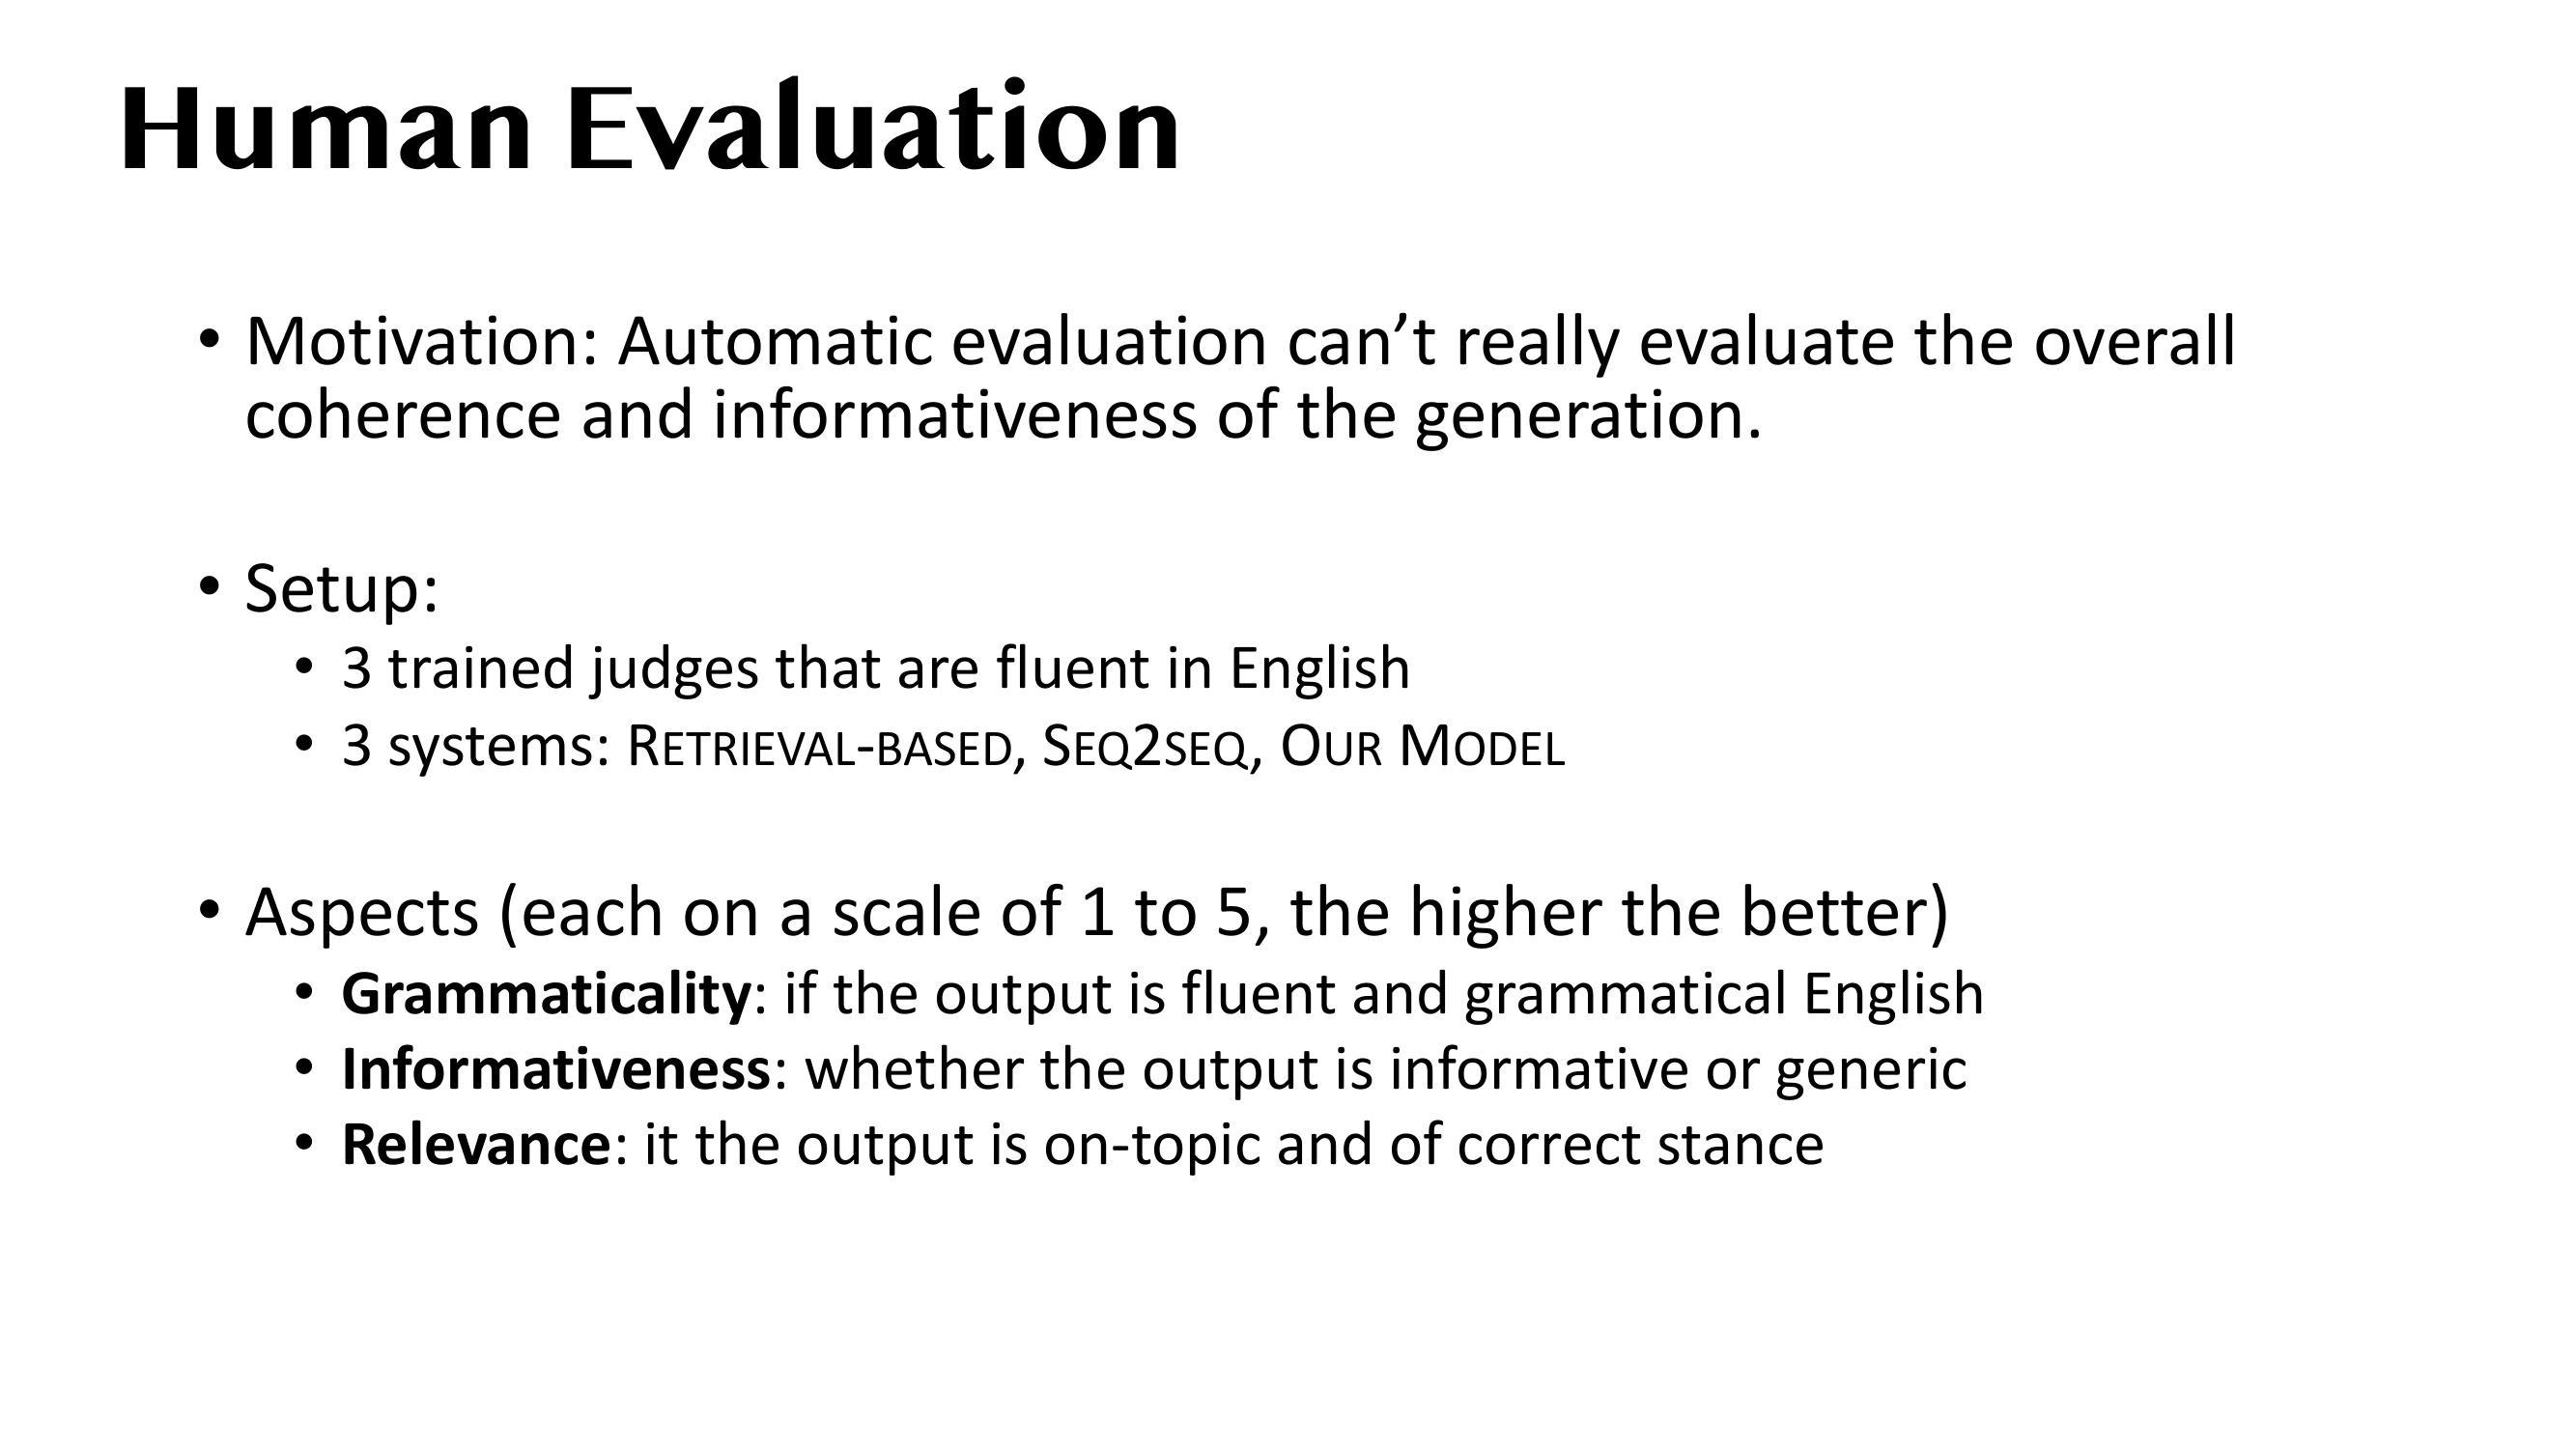 Human Evaluation
• Motivation: Automatic evaluation can’t really evaluate the overall
coherence and informativeness of the generation.
• Setup:
• 3 trained judges that are fluent in English
• 3 systems: RETRIEVAL-BASED, SEQ2SEQ, OUR MODEL
• Aspects (each on a scale of 1 to 5, the higher the better)
• Grammaticality: if the output is fluent and grammatical English
• Informativeness: whether the output is informative or generic
• Relevance: it the output is on-topic and of correct stance